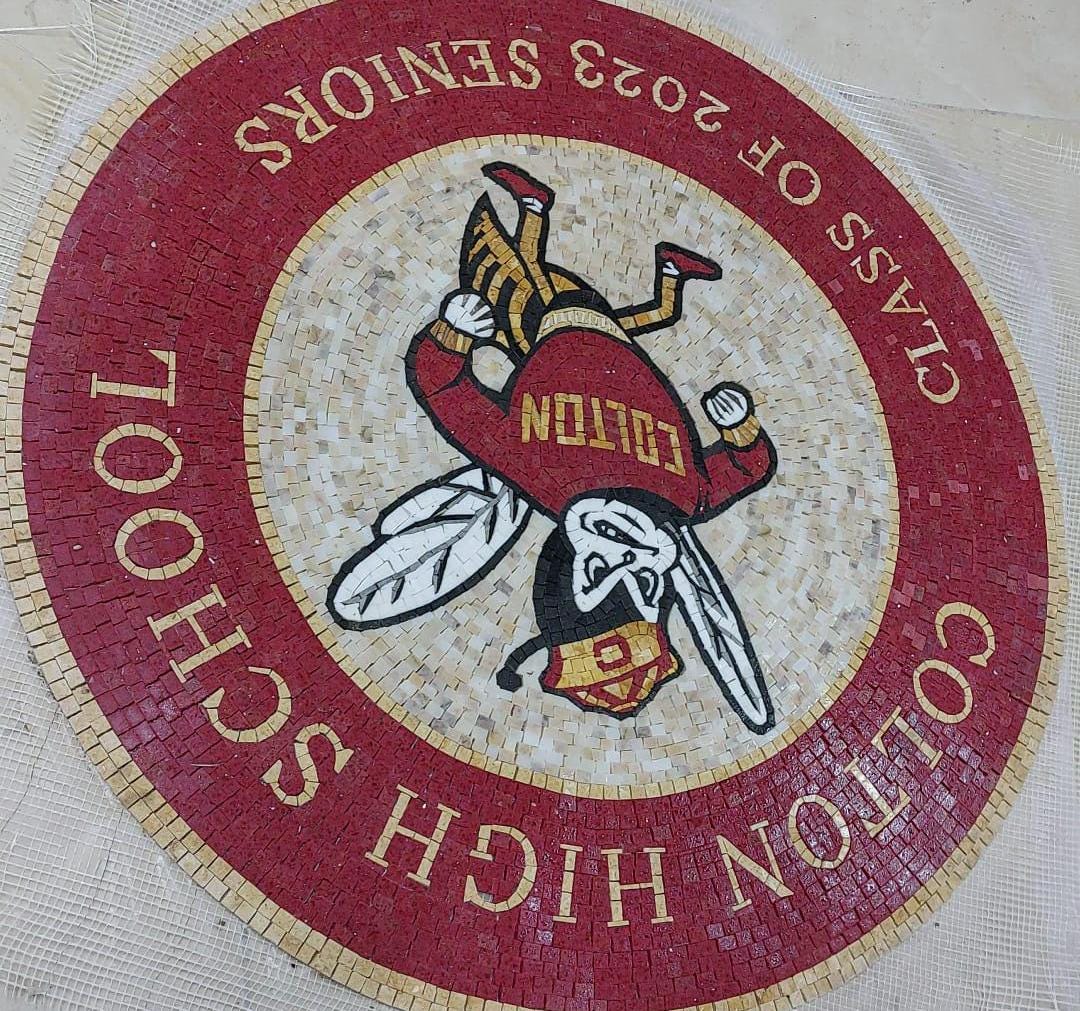 COLTON HIGH SCHOOL
COLTON
CLASS OF 2023 SENIORS